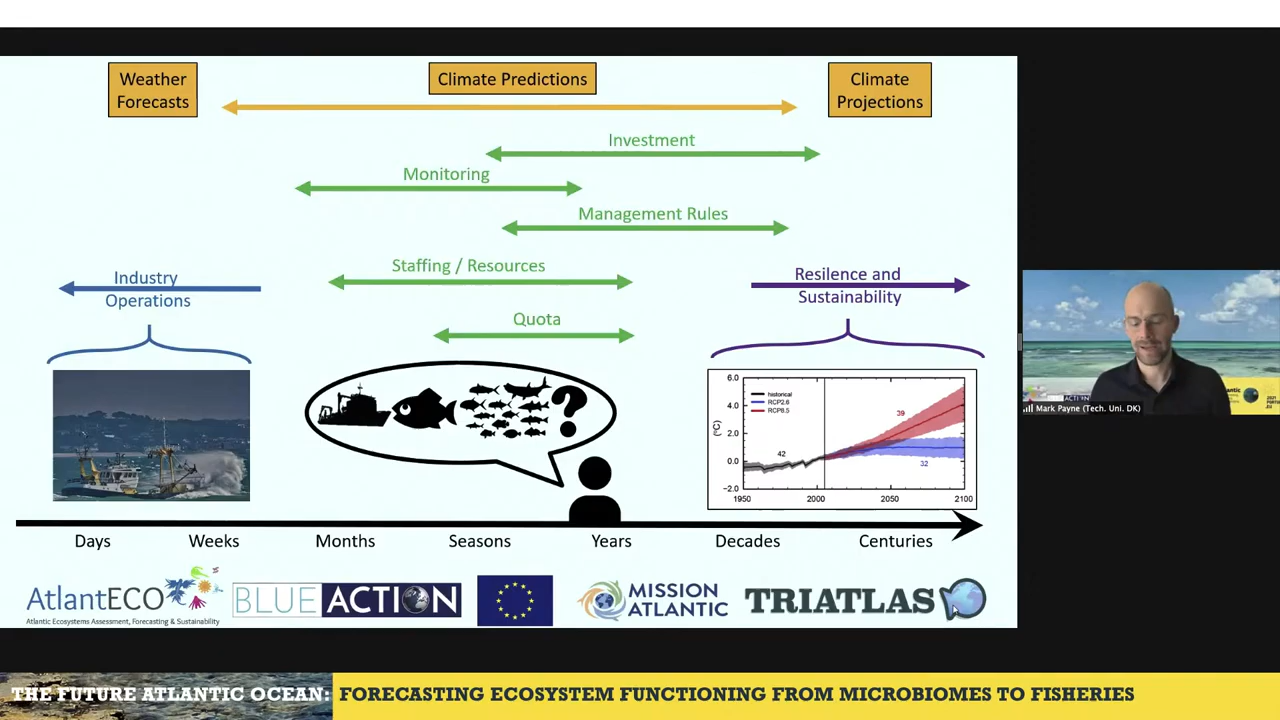 Weather
Forecasts
Climate Predictions
Climate
Projections
Investment
Monitoring
Management Rules
Staffing / Resources
Industry
Operations
Resilence and
Sustainability
Quota
?
6.0
4.0
2.0
0.0
−2.0
(°C)
historical
RCP2.6
RCP8.5
42
39
32
1950
2000
2050
2100
Mark Payne (Tech. Uni. DK)
Days
Weeks
Months
Seasons
Years
Decades
Centuries
AtlantECO
Atlantic Ecosystems Assessment, Forecasting & Sustainability
BLUE ACTION
MISSION
ATLANTIC
TRIATLAS
THE FUTURE ATLANTIC OCEAN: FORECASTING ECOSYSTEM FUNCTIONING FROM MICROBIOMES TO FISHERIES